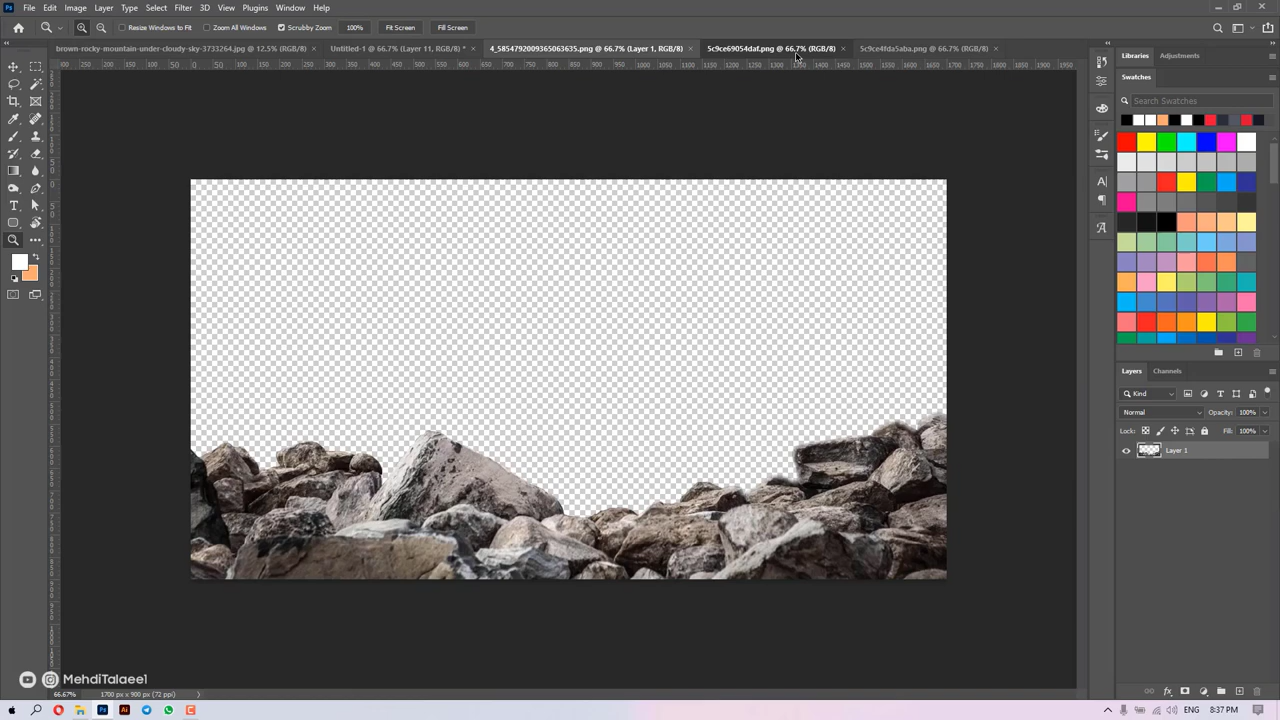 Ps File Edit Image Layer Type Select Filter 3D View Plugins Window Help
Resize Windows to Fit Zoom All Windows Scrubby Zoom 100% Fit Screen Fill Screen
brown-rocky-mountain-under-cloudy-sky-3733264.jpg @ 12.5% (RGB/8) × Untitled-1 @ 66.7% (Layer 11, RGB/8) * × 4_5854792009365063635.png @ 66.7% (Layer 1, RGB/8) × 5c9ce69054daf.png @ 66.7% (RGB/8) × 5c9ce4fda5aba.png @ 66.7% (RGB/8) ×
Libraries Adjustments
Swatches
Search Swatches
Layers Channels
Kind
Normal Opacity: 100%
Lock: Fill: 100%
Layer 1
MehdiTalaee1
66.67% 1700 px x 900 px (72 ppi)
Ps Ai ENG 8:37 PM